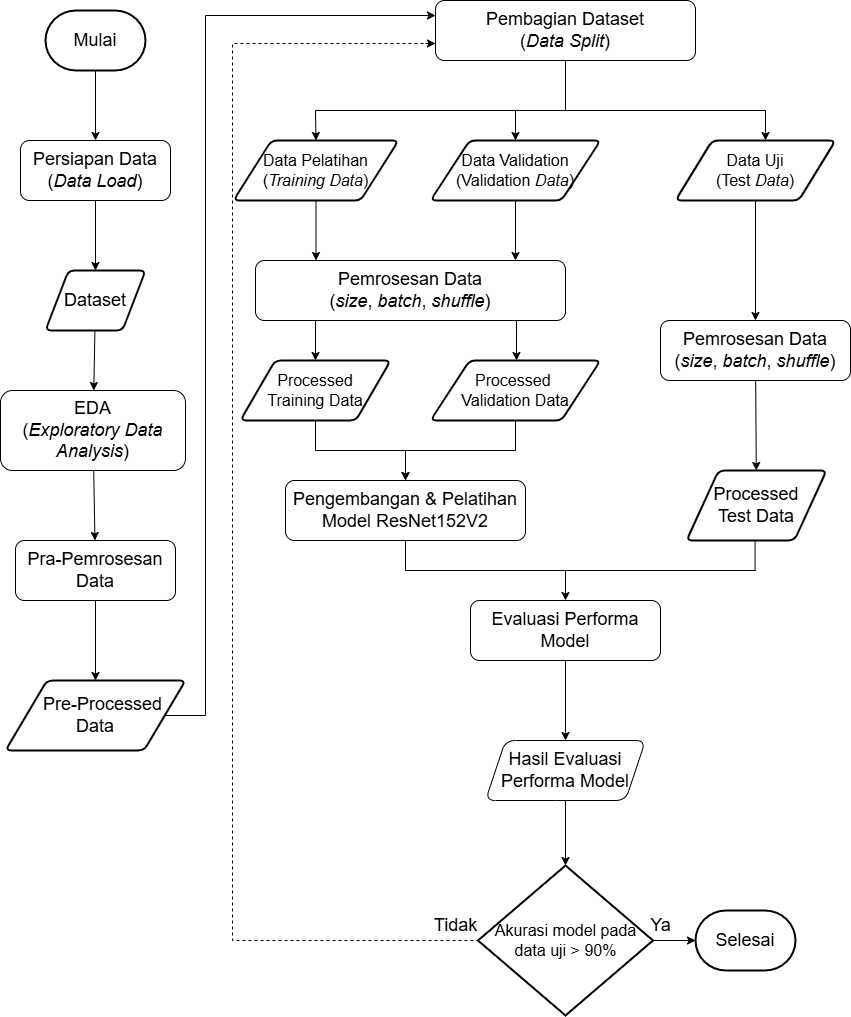 Mulai
Persiapan Data
(Data Load)
Dataset
EDA
(Exploratory Data
Analysis)
Pra-Pemrosesan
Data
Pre-Processed
Data
Pembagian Dataset
(Data Split)
Data Pelatihan
(Training Data)
Data Validation
(Validation Data)
Data Uji
(Test Data)
Pemrosesan Data
(size, batch, shuffle)
Pemrosesan Data
(size, batch, shuffle)
Processed
Training Data
Processed
Validation Data
Processed
Test Data
Pengembangan & Pelatihan
Model ResNet152V2
Evaluasi Performa
Model
Hasil Evaluasi
Performa Model
Akurasi model pada
data uji > 90%
Tidak
Ya
Selesai